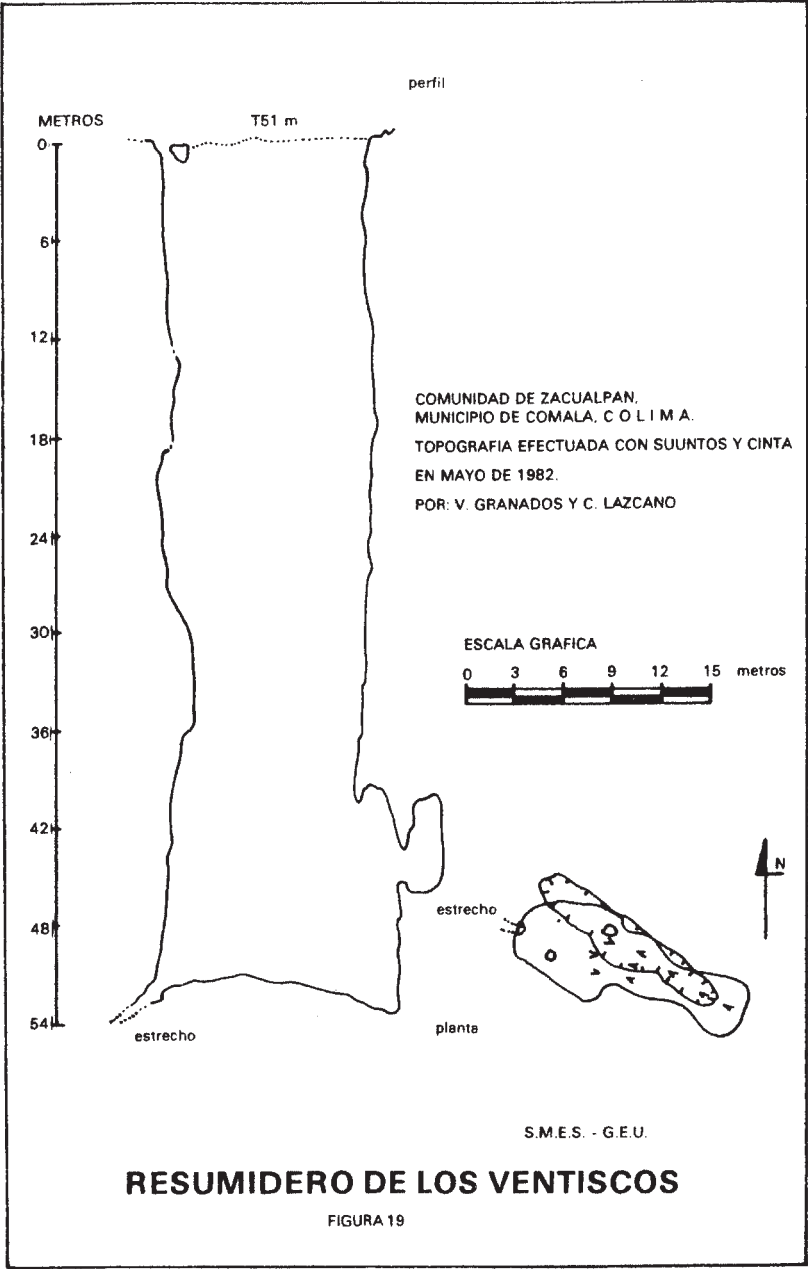 perfil
METROS
T51 m
0
6
12
18
24
30
36
42
48
54
COMUNIDAD DE ZACUALPAN,
MUNICIPIO DE COMALA, C O L I M A.
TOPOGRAFIA EFECTUADA CON SUUNTOS Y CINTA
EN MAYO DE 1982.
POR: V. GRANADOS Y C. LAZCANO
ESCALA GRAFICA
0 3 6 9 12 15 metros
N
estrecho
estrecho
planta
S.M.E.S. - G.E.U.
RESUMIDERO DE LOS VENTISCOS
FIGURA 19